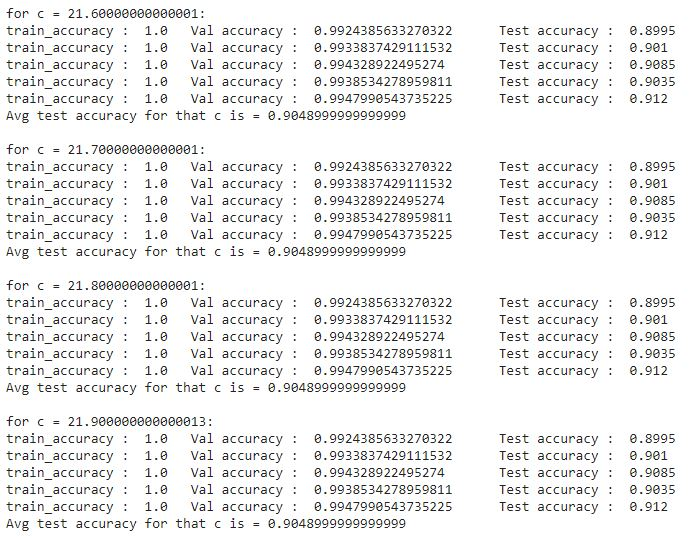 for c = 21.60000000000001:
train_accuracy : 1.0 Val accuracy : 0.9924385633270322 Test accuracy : 0.8995
train_accuracy : 1.0 Val accuracy : 0.9933837429111532 Test accuracy : 0.901
train_accuracy : 1.0 Val accuracy : 0.994328922495274 Test accuracy : 0.9085
train_accuracy : 1.0 Val accuracy : 0.9938534278959811 Test accuracy : 0.9035
train_accuracy : 1.0 Val accuracy : 0.9947990543735225 Test accuracy : 0.912
Avg test accuracy for that c is = 0.9048999999999999
for c = 21.70000000000001:
train_accuracy : 1.0 Val accuracy : 0.9924385633270322 Test accuracy : 0.8995
train_accuracy : 1.0 Val accuracy : 0.9933837429111532 Test accuracy : 0.901
train_accuracy : 1.0 Val accuracy : 0.994328922495274 Test accuracy : 0.9085
train_accuracy : 1.0 Val accuracy : 0.9938534278959811 Test accuracy : 0.9035
train_accuracy : 1.0 Val accuracy : 0.9947990543735225 Test accuracy : 0.912
Avg test accuracy for that c is = 0.9048999999999999
for c = 21.80000000000001:
train_accuracy : 1.0 Val accuracy : 0.9924385633270322 Test accuracy : 0.8995
train_accuracy : 1.0 Val accuracy : 0.9933837429111532 Test accuracy : 0.901
train_accuracy : 1.0 Val accuracy : 0.994328922495274 Test accuracy : 0.9085
train_accuracy : 1.0 Val accuracy : 0.9938534278959811 Test accuracy : 0.9035
train_accuracy : 1.0 Val accuracy : 0.9947990543735225 Test accuracy : 0.912
Avg test accuracy for that c is = 0.9048999999999999
for c = 21.900000000000013:
train_accuracy : 1.0 Val accuracy : 0.9924385633270322 Test accuracy : 0.8995
train_accuracy : 1.0 Val accuracy : 0.9933837429111532 Test accuracy : 0.901
train_accuracy : 1.0 Val accuracy : 0.994328922495274 Test accuracy : 0.9085
train_accuracy : 1.0 Val accuracy : 0.9938534278959811 Test accuracy : 0.9035
train_accuracy : 1.0 Val accuracy : 0.9947990543735225 Test accuracy : 0.912
Avg test accuracy for that c is = 0.9048999999999999